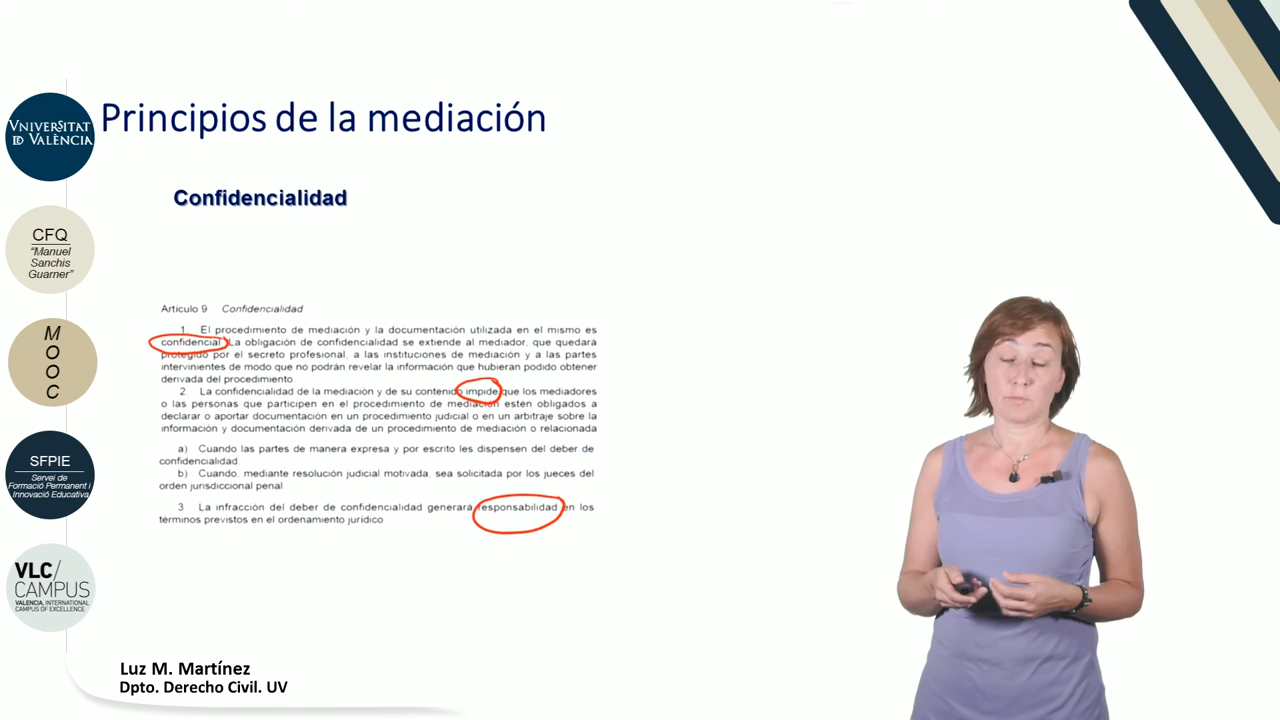 Principios de la mediación
VNIVERSITAT
DE VALÈNCIA
Confidencialidad
CFQ
“Manuel
Sanchis
Guarner”
Artículo 9 Confidencialidad
1 El procedimiento de mediación y la documentación utilizada en el mismo es
confidencial. La obligación de confidencialidad se extiende al mediador, que quedará
protegido por el secreto profesional, a las instituciones de mediación y a las partes
intervinientes de modo que no podrán revelar la información que hubieran podido obtener
derivada del procedimiento
2 La confidencialidad de la mediación y de su contenido impide que los mediadores
o las personas que participen en el procedimiento de mediación estén obligados a
declarar o aportar documentación en un procedimiento judicial o en un arbitraje sobre la
información y documentación derivada de un procedimiento de mediación o relacionada
a) Cuando las partes de manera expresa y por escrito les dispensen del deber de
confidencialidad
b) Cuando, mediante resolución judicial motivada, sea solicitada por los jueces del
orden jurisdiccional penal
3 La infracción del deber de confidencialidad generará responsabilidad en los
términos previstos en el ordenamiento jurídico
M
O
O
C
SFPIE
Servei de
Formació Permanent i
Innovació Educativa
VLC/
CAMPUS
VALENCIA, INTERNATIONAL
CAMPUS OF EXCELLENCE
Luz M. Martínez
Dpto. Derecho Civil. UV